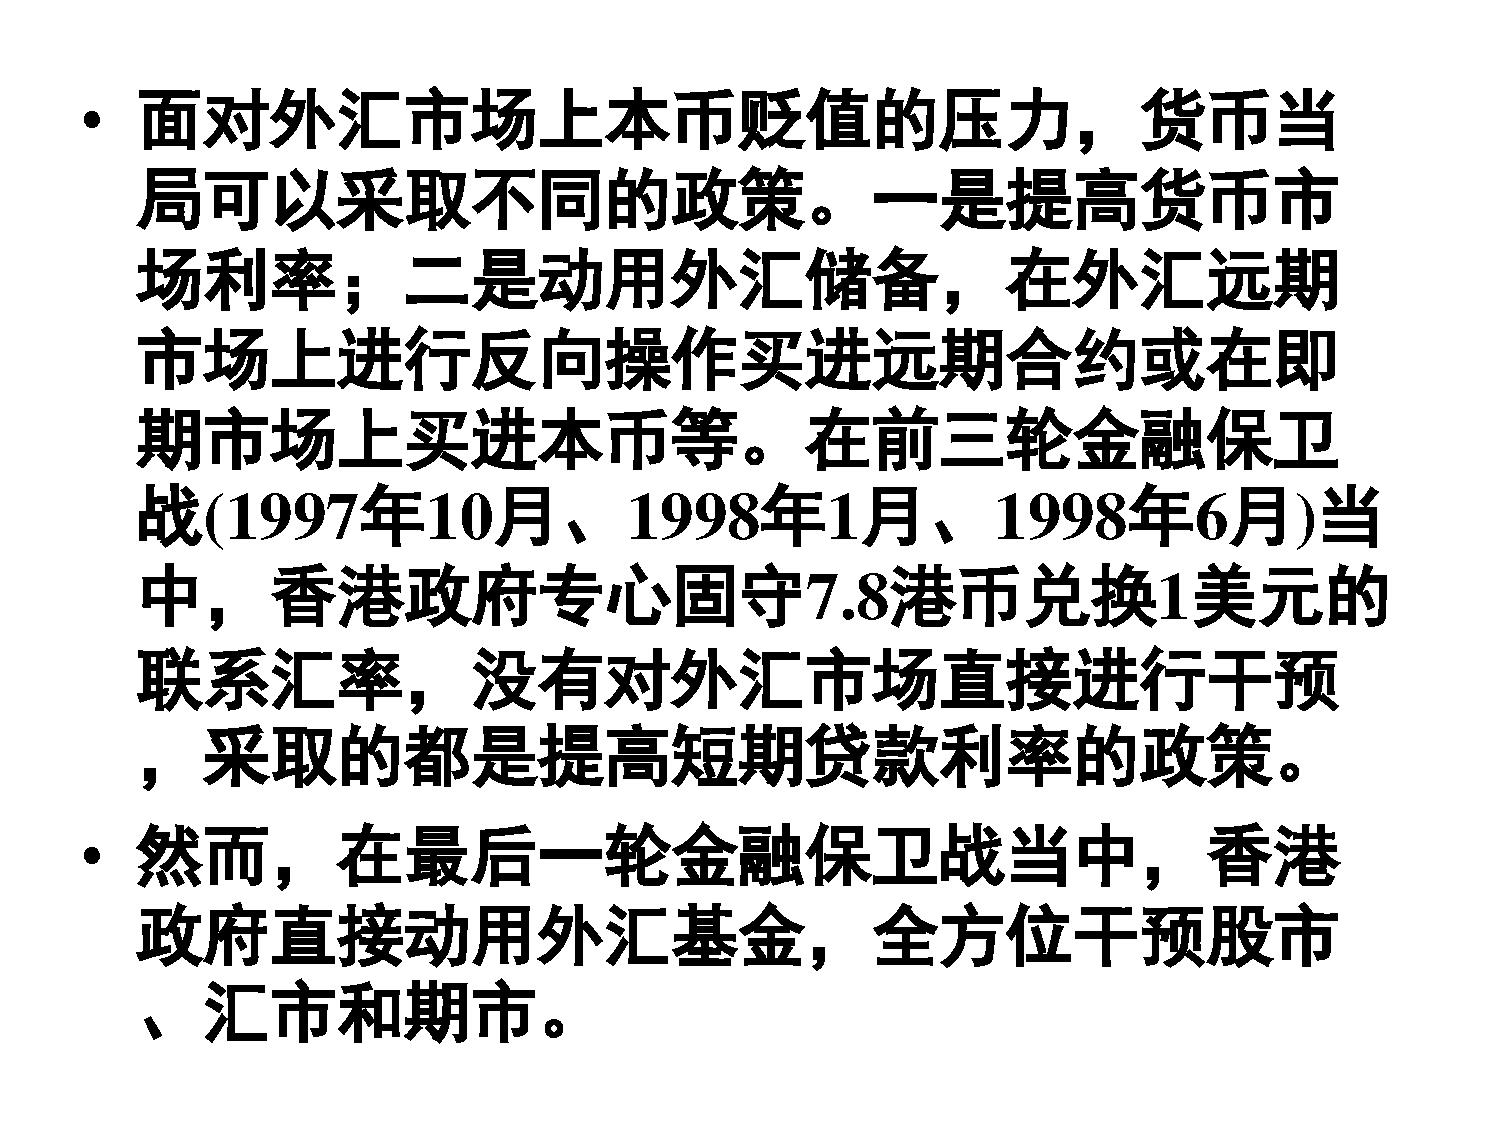 • 面对外汇市场上本币贬值的压力，货币当
局可以采取不同的政策。一是提高货币市
场利率；二是动用外汇储备，在外汇远期
市场上进行反向操作买进远期合约或在即
期市场上买进本币等。在前三轮金融保卫
战(1997年10月、1998年1月、1998年6月)当
中，香港政府专心固守7.8港币兑换1美元的
联系汇率，没有对外汇市场直接进行干预
，采取的都是提高短期贷款利率的政策。
• 然而，在最后一轮金融保卫战当中，香港
政府直接动用外汇基金，全方位干预股市
、汇市和期市。